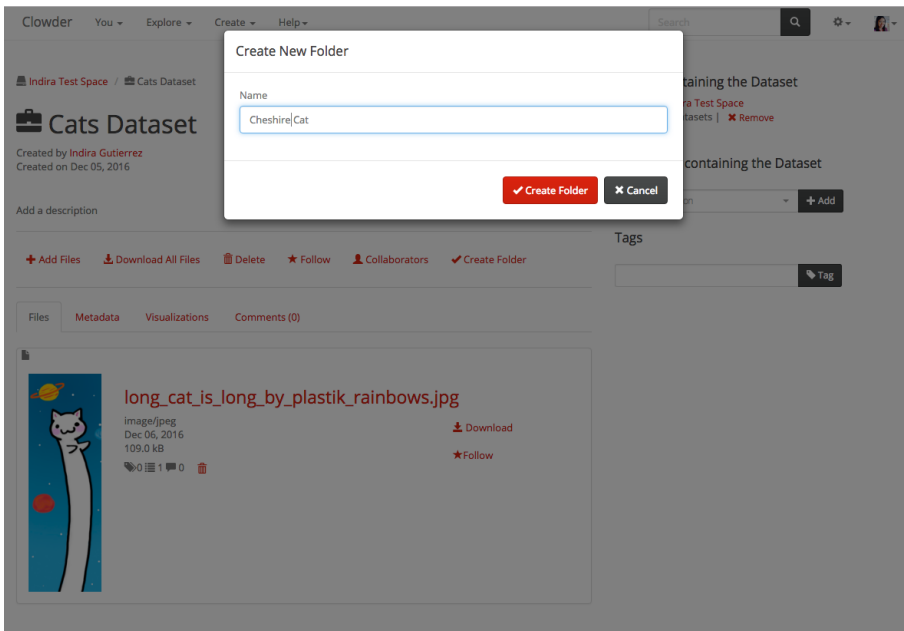 Clowder You Explore Create Help Search
Create New Folder
Name
Cheshire Cat
Create Folder Cancel
Indira Test Space / Cats Dataset
Cats Dataset
Created by Indira Gutierrez
Created on Dec 05, 2016
Add a description
Add Files Download All Files Delete Follow Collaborators Create Folder
Files Metadata Visualizations Comments (0)
long_cat_is_long_by_plastik_rainbows.jpg
image/jpeg
Dec 06, 2016
109.0 kB
0 1 0
Download
Follow
taining the Dataset
Test Space
| Remove
containing the Dataset
Add
Tags
Tag